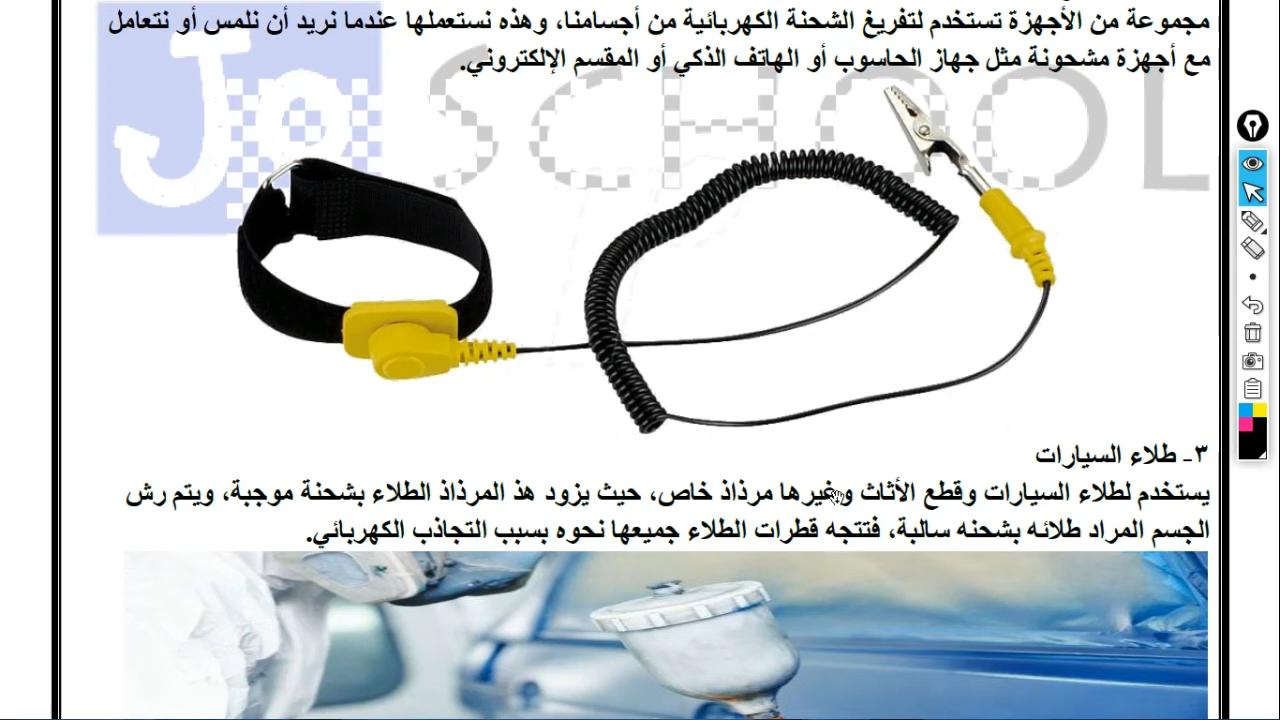 مجموعة من الأجهزة تستخدم لتفريغ الشحنة الكهربائية من أجسامنا، وهذه نستعملها عندما نريد أن نلمس أو نتعامل
مع أجهزة مشحونة مثل جهاز الحاسوب أو الهاتف الذكي أو المقسم الإلكتروني.
Jo SCHOOL
٣- طلاء السيارات
يستخدم لطلاء السيارات وقطع الأثاث وغيرها مرذاذ خاص، حيث يزود هذ المرذاذ الطلاء بشحنة موجبة، ويتم رش
الجسم المراد طلائه بشحنه سالبة، فتتجه قطرات الطلاء جميعها نحوه بسبب التجاذب الكهربائي.